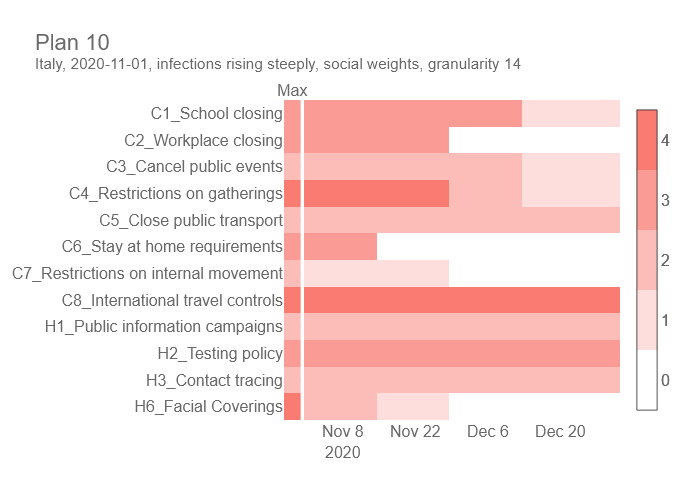 Plan 10
Italy, 2020-11-01, infections rising steeply, social weights, granularity 14
Max
C1_School closing
C2_Workplace closing
C3_Cancel public events
C4_Restrictions on gatherings
C5_Close public transport
C6_Stay at home requirements
C7_Restrictions on internal movement
C8_International travel controls
H1_Public information campaigns
H2_Testing policy
H3_Contact tracing
H6_Facial Coverings
Nov 8 Nov 22 Dec 6 Dec 20
2020
4
3
2
1
0